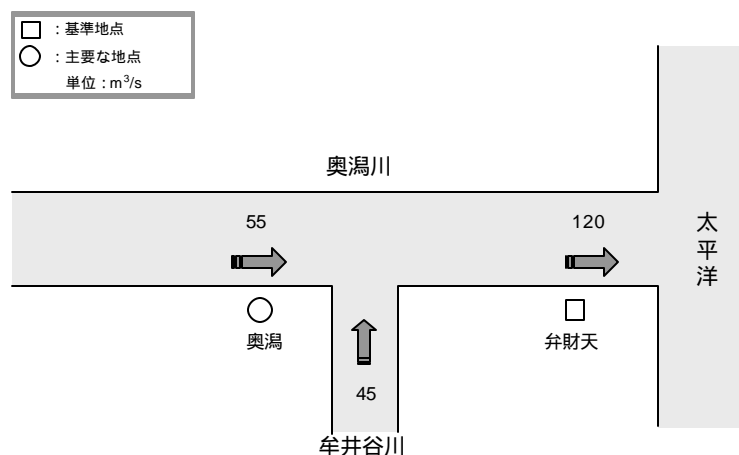 □：基準地点
○：主要な地点
単位：m³/s
奥潟川
55
120
太平洋
奥潟
弁財天
45
牟井谷川